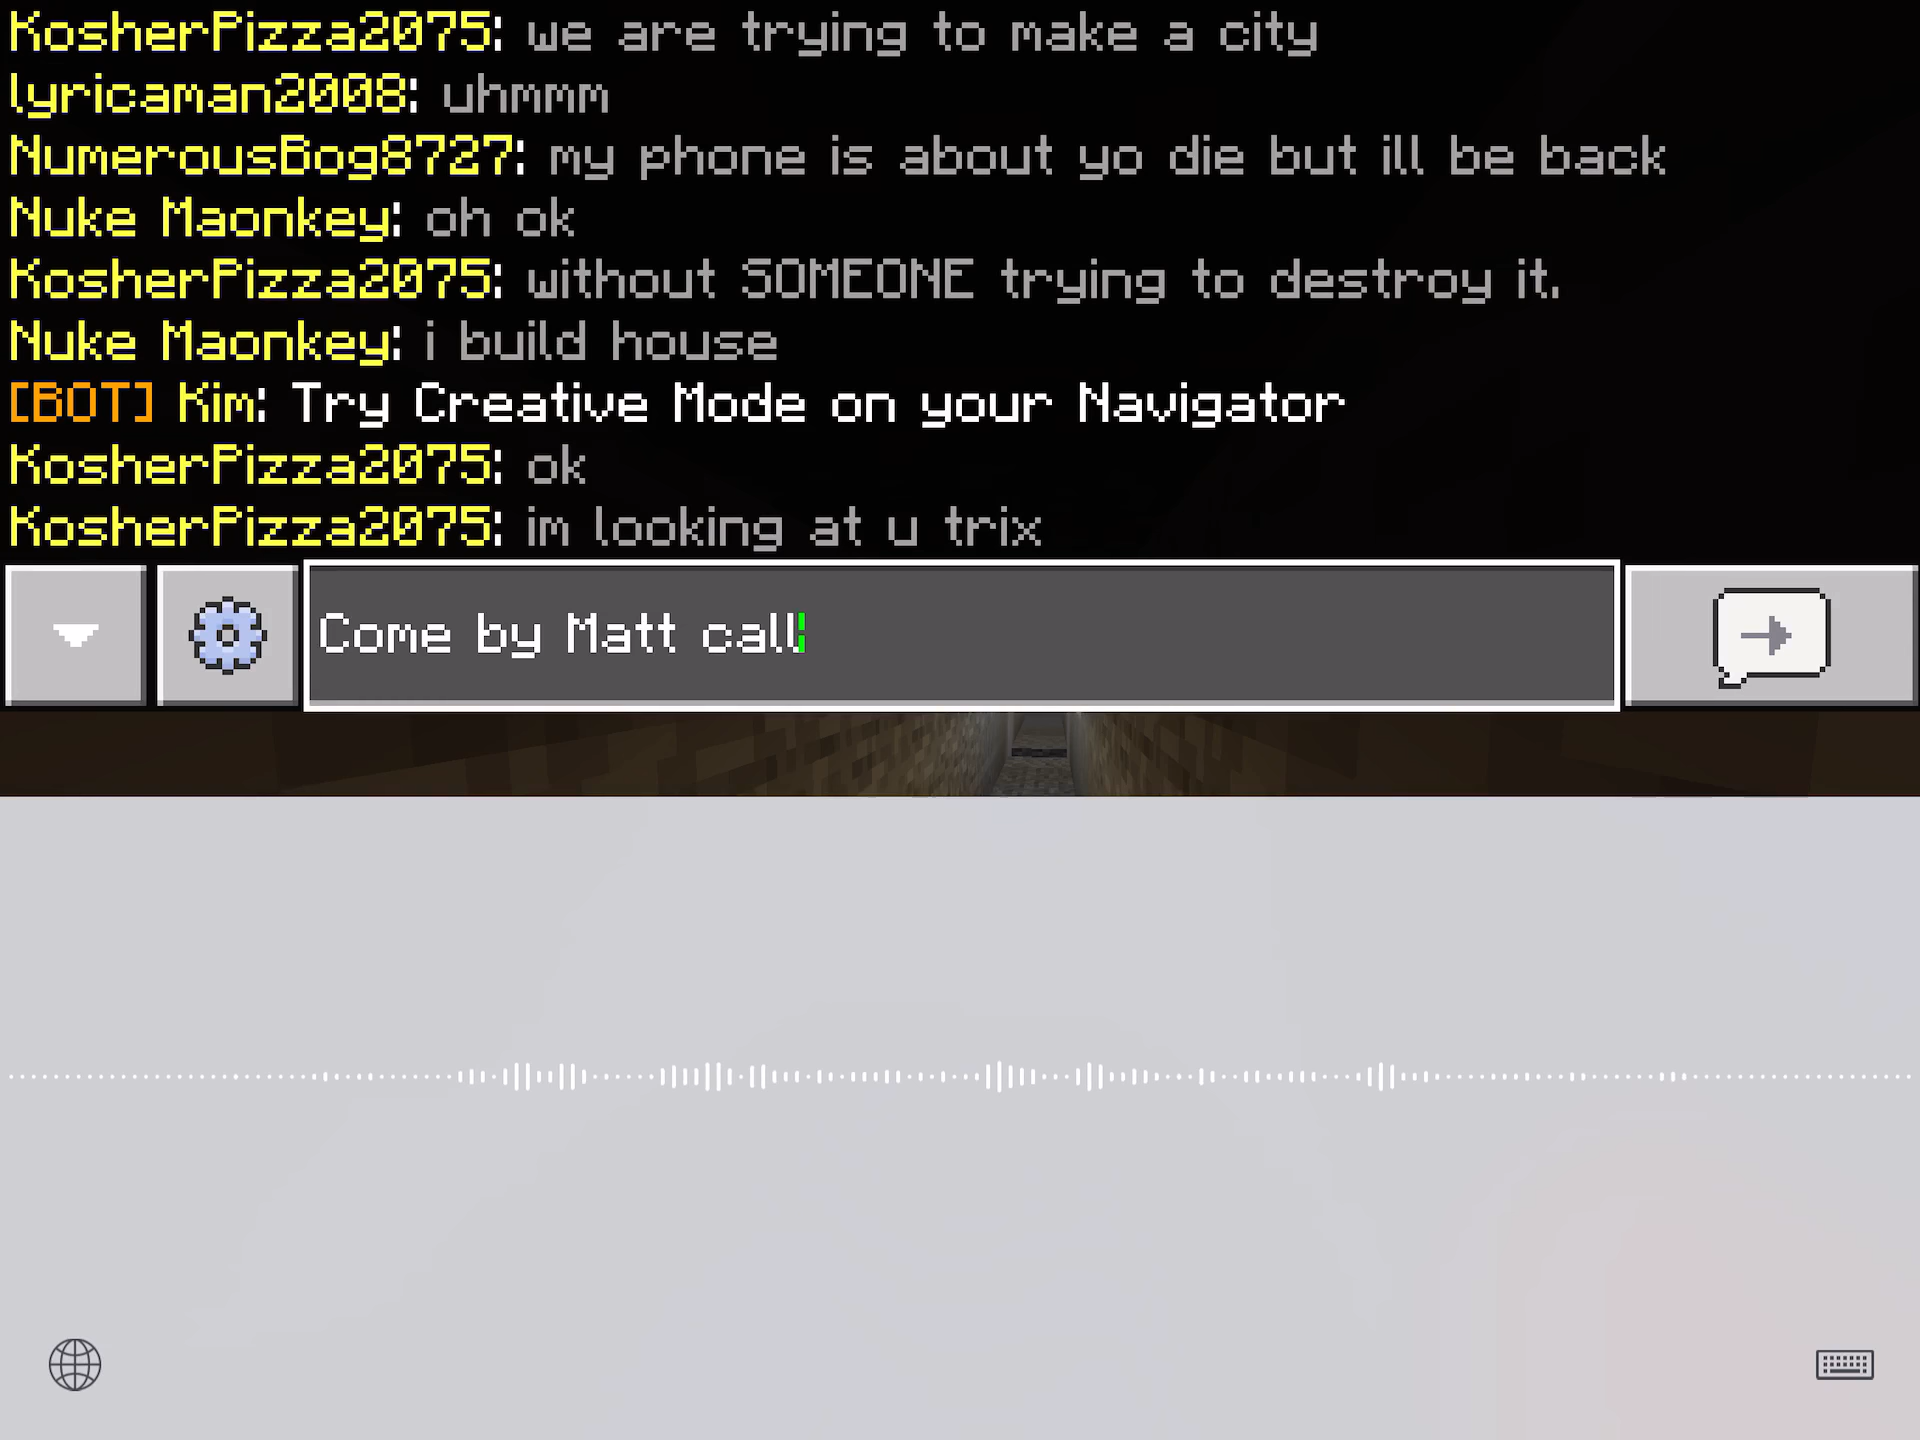 KosherPizza2075: we are trying to make a city
lyricaman2008: uhmmm
NumerousBog8727: my phone is about yo die but ill be back
Nuke Maonkey: oh ok
KosherPizza2075: without SOMEONE trying to destroy it.
Nuke Maonkey: i build house
[BOT] Kim: Try Creative Mode on your Navigator
KosherPizza2075: ok
KosherPizza2075: im looking at u trix
Come by Matt call